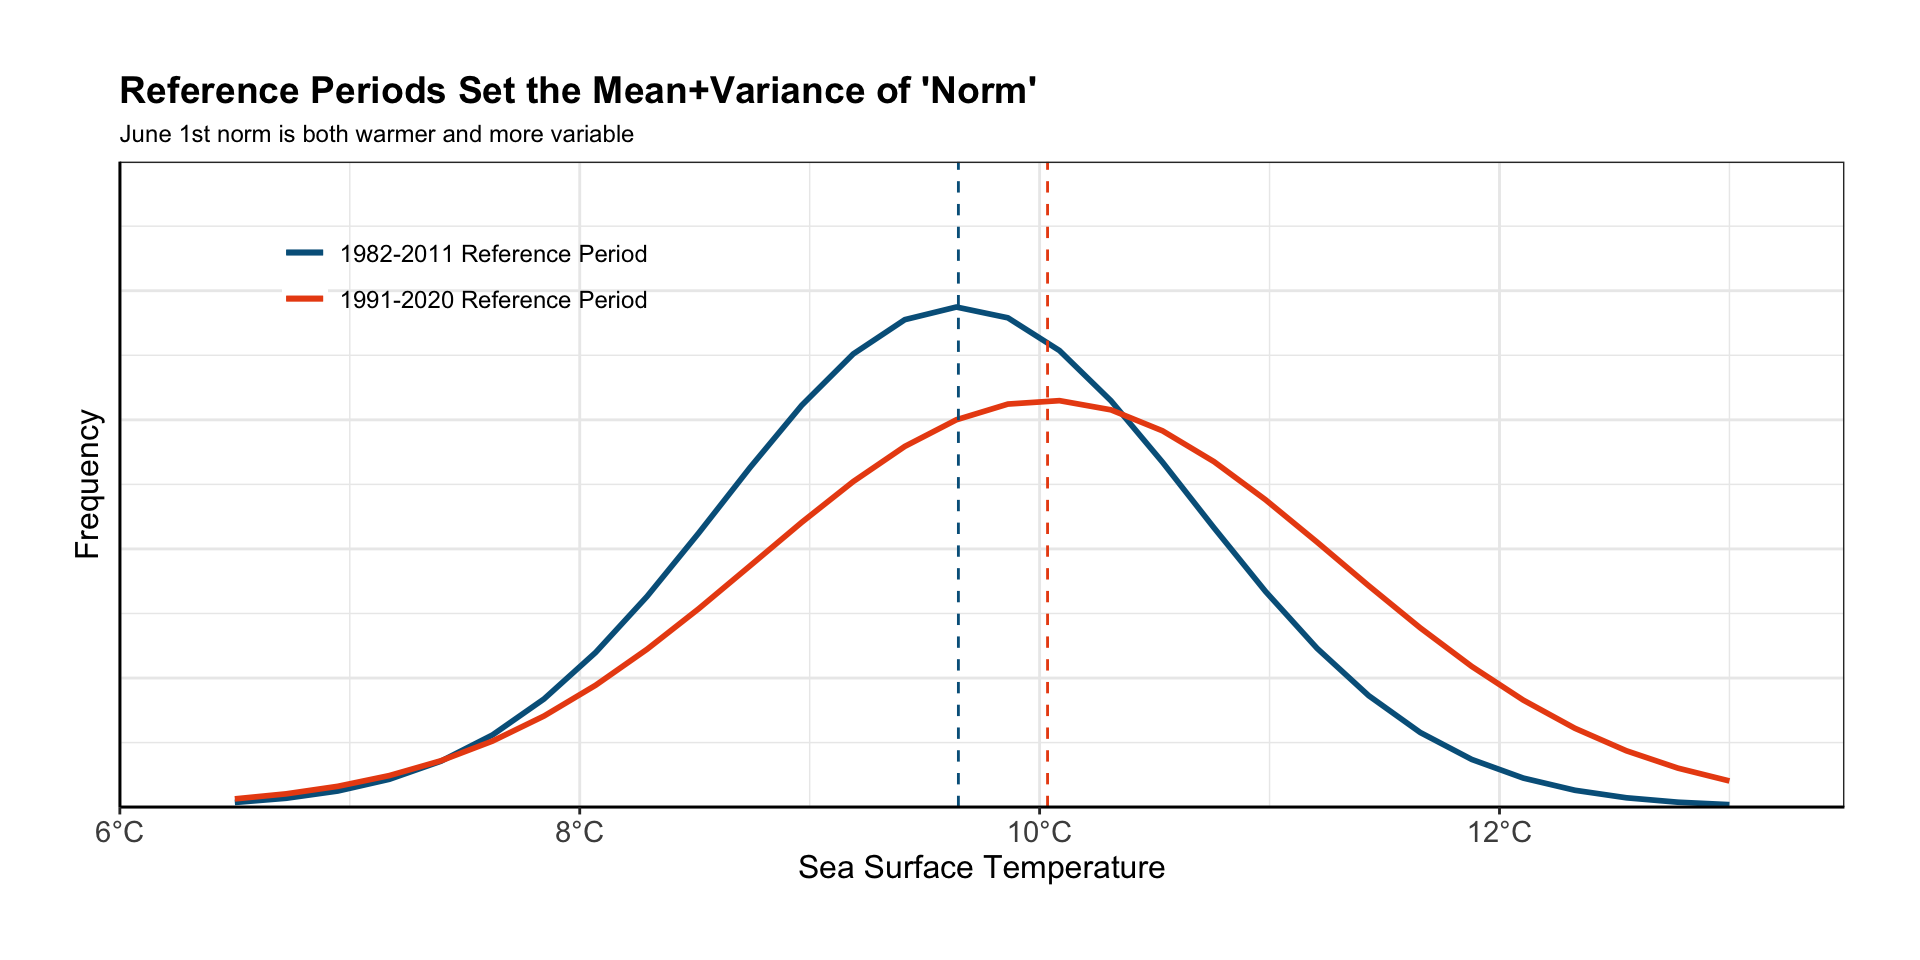 Reference Periods Set the Mean+Variance of 'Norm'
June 1st norm is both warmer and more variable
1982-2011 Reference Period
1991-2020 Reference Period
Frequency
6°C 8°C 10°C 12°C
Sea Surface Temperature